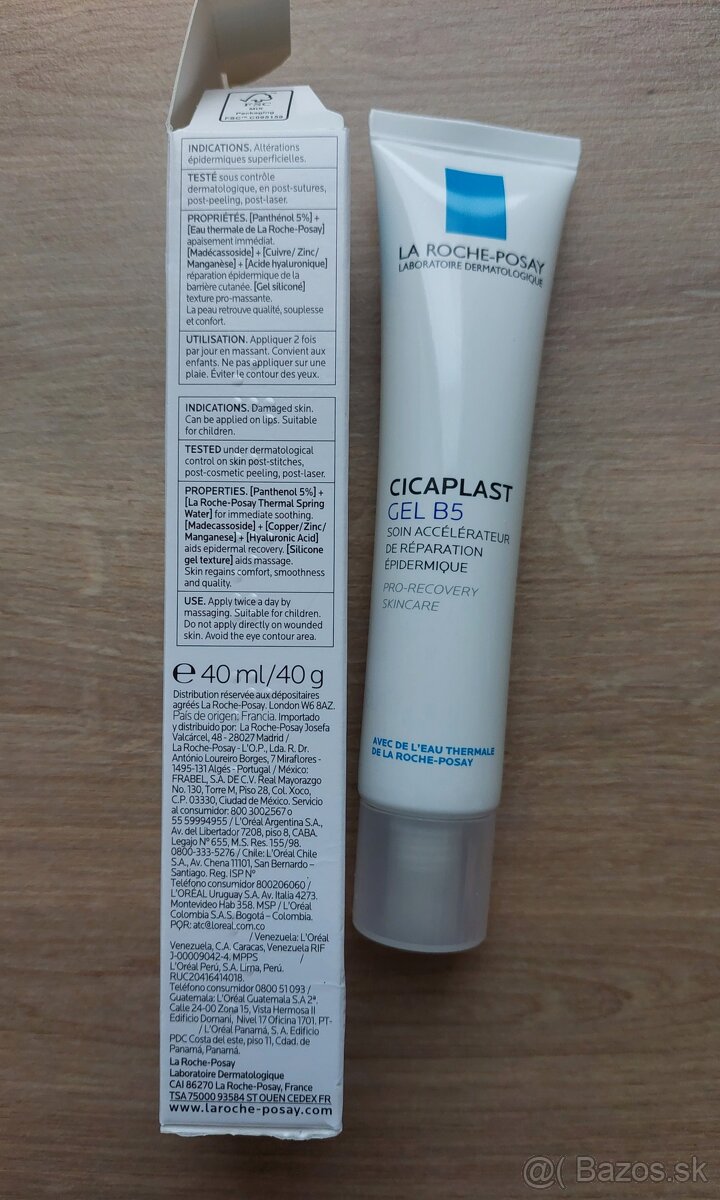 FSC
MIX
Packaging
INDICATIONS. Altérations
épidermiques superficielles.
TESTÉ sous contrôle
dermatologique, en post-sutures,
post-peeling, post-laser.
PROPRIÉTÉS. [Panthénol 5%] +
[Eau thermale de La Roche-Posay]
apaisement immédiat.
[Madécassoside] + [Cuivre/ Zinc/
Manganèse] + [Acide hyaluronique]
réparation épidermique de la
barrière cutanée. [Gel siliconé]
texture pro-massante.
La peau retrouve qualité, souplesse
et confort.
UTILISATION. Appliquer 2 fois
par jour en massant. Convient aux
enfants. Ne pas appliquer sur une
plaie. Éviter le contour des yeux.
INDICATIONS. Damaged skin.
Can be applied on lips. Suitable
for children.
TESTED under dermatological
control on skin post-stitches,
post-cosmetic peeling, post-laser.
PROPERTIES. [Panthenol 5%] +
[La Roche-Posay Thermal Spring
Water] for immediate soothing.
[Madecassoside] + [Copper/Zinc/
Manganese] + [Hyaluronic Acid]
aids epidermal recovery. [Silicone
gel texture] aids massage.
Skin regains comfort, smoothness
and quality.
USE. Apply twice a day by
massaging. Suitable for children.
Do not apply directly on wounded
skin. Avoid the eye contour area.
℮ 40 ml/40 g
Distribution réservée aux dépositaires
agréés La Roche-Posay. London W6 8AZ.
País de origen: Francia. Importado
y distribuido por: La Roche-Posay Josefa
Valcárcel, 48 - 28027 Madrid /
La Roche-Posay - L'O.P., Lda. R. Dr.
António Loureiro Borges, 7 Miraflores -
1495-131 Algés - Portugal / México:
FRABEL, S.A. DE C.V. Real Mayorazgo
No. 130, Torre M, Piso 28, Col. Xoco,
C.P. 03330, Ciudad de México. Servicio
al consumidor: 800 3002567 o
55 59994955 / L'Oréal Argentina S.A.,
Av. del Libertador 7208, piso 8, CABA.
Legajo N° 655, M.S. Res. 155/98.
0800-333-5276 / Chile: L'Oréal Chile
S.A., Av. Chena 11101, San Bernardo -
Santiago. Reg. ISP N°
Teléfono consumidor 800206060 /
L'ORÉAL Uruguay S.A. Av. Italia 4273.
Montevideo Hab 358. MSP / L'Oréal
Colombia S.A.S. Bogotá – Colombia.
PQR: atc@loreal.com.co
/ Venezuela: L'Oréal
Venezuela, C.A. Caracas, Venezuela RIF
J-00009042-4. MPPS /
L'Oréal Perú, S.A. Lima, Perú.
RUC20416414018.
Teléfono consumidor 0800 51 093 /
Guatemala: L'Oréal Guatemala S.A 2ª.
Calle 24-00 Zona 15, Vista Hermosa II
Edificio Domani, Nivel 17 Oficina 1701. PT-
/ L'Oréal Panamá, S. A. Edificio
PDC Costa del este, piso 11, Cdad. de
Panamá, Panamá.
La Roche-Posay
Laboratoire Dermatologique
CAI 86270 La Roche-Posay, France
TSA 75000 93584 ST OUEN CEDEX FR
www.laroche-posay.com
LA ROCHE-POSAY
LABORATOIRE DERMATOLOGIQUE
CICAPLAST
GEL B5
SOIN ACCÉLÉRATEUR
DE RÉPARATION
ÉPIDERMIQUE
PRO-RECOVERY
SKINCARE
AVEC DE L'EAU THERMALE
DE LA ROCHE-POSAY
@( Bazos.sk